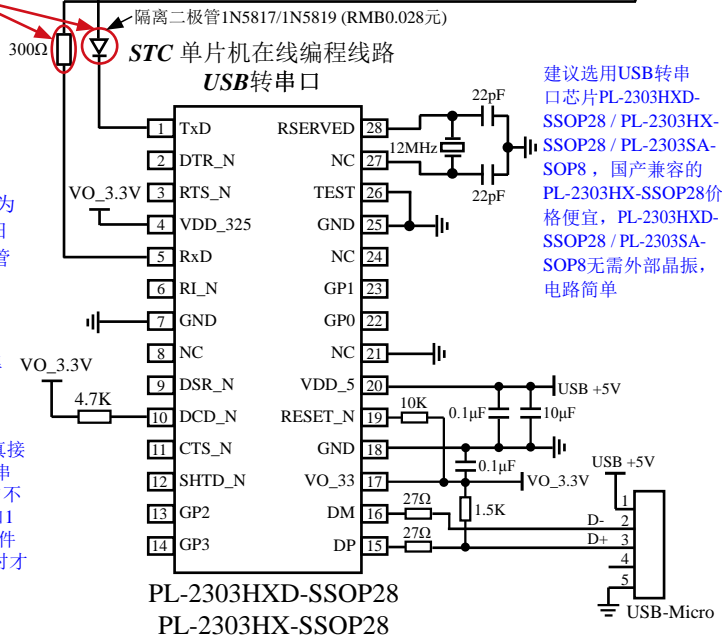 隔离二极管1N5817/1N5819 (RMB0.028元)
300Ω
STC 单片机在线编程线路
USB转串口
建议选用USB转串
口芯片PL-2303HXD-
SSOP28 / PL-2303HX-
SSOP28 / PL-2303SA-
SOP8 ，国产兼容的
PL-2303HX-SSOP28价
格便宜，PL-2303HXD-
SSOP28 / PL-2303SA-
SOP8无需外部晶振，
电路简单
为
管
接
串
不
1
件
时才
1 TxD
2 DTR_N
3 RTS_N
4 VDD_325
5 RxD
6 RI_N
7 GND
8 NC
9 DSR_N
10 DCD_N
11 CTS_N
12 SHTD_N
13 GP2
14 GP3
RSERVED 28
NC 27
TEST 26
GND 25
NC 24
GP1 23
GP0 22
NC 21
VDD_5 20
RESET_N 19
GND 18
VO_33 17
DM 16
DP 15
VO_3.3V
VO_3.3V
4.7K
22pF
12MHz
22pF
USB +5V
10K
0.1μF
10μF
0.1μF
VO_3.3V
27Ω
1.5K
27Ω
USB +5V
D-
D+
1
2
3
4
5
USB-Micro
PL-2303HXD-SSOP28
PL-2303HX-SSOP28